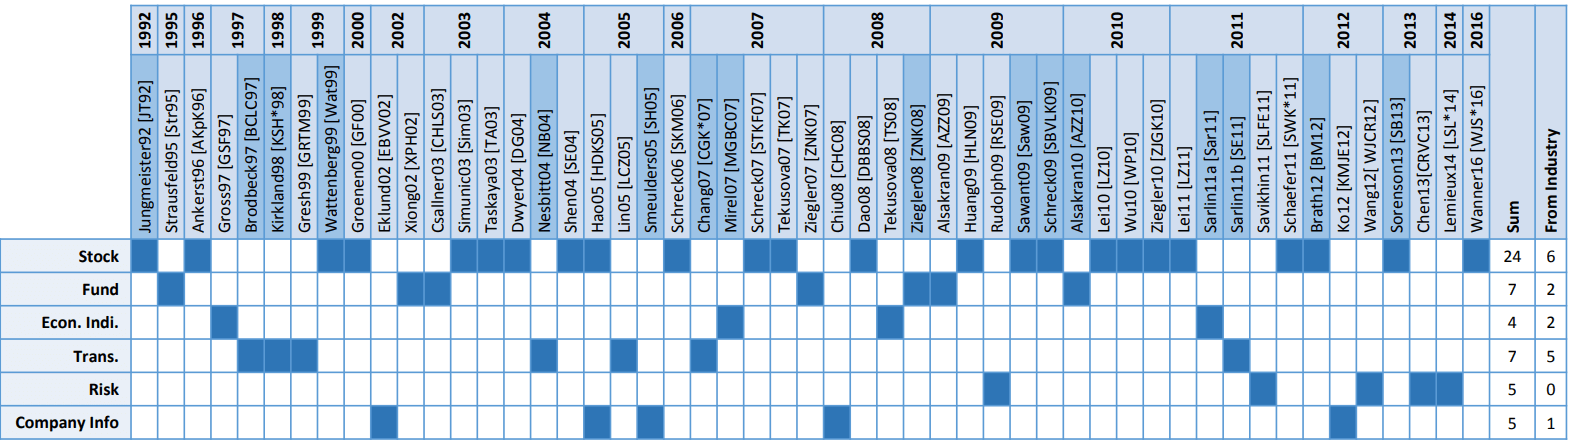 1992 1995 1996 1997 1998 1999 2000 2002 2003 2004 2005 2006 2007 2008 2009 2010 2011 2012 2013 2014 2016
Jungmeister92 [JT92]
Strausfeld95 [Str95]
Ankerst96 [AKpK96]
Gross97 [GSF97]
Brodbeck97 [BCLC97]
Kirkland98 [KSH*98]
Gresh99 [GRTM99]
Wattenberg99 [Wat99]
Groenen00 [GF00]
Eklund02 [EBVV02]
Xiong02 [XPH02]
Csallner03 [CHLS03]
Simunic03 [Sim03]
Taskaya03 [TA03]
Dwyer04 [DG04]
Nesbitt04 [NB04]
Shen04 [SE04]
Hao05 [HDKS05]
Lin05 [LCZ05]
Smeulders05 [SH05]
Schreck06 [SKM06]
Chang07 [CGK*07]
Mirel07 [MGBC07]
Schreck07 [STKF07]
Tekusova07 [TK07]
Ziegler07 [ZNK07]
Chiu08 [CHC08]
Dao08 [DBBS08]
Tekusova08 [TS08]
Ziegler08 [ZNK08]
Alsakran09 [AZZ09]
Huang09 [HLN09]
Rudolph09 [RSE09]
Sawant09 [Saw09]
Schreck09 [SBVLK09]
Alsakran10 [AZZ10]
Lei10 [LZ10]
Wu10 [WP10]
Ziegler10 [ZJGK10]
Lei11 [LZ11]
Sarlin11a [Sar11]
Sarlin11b [SE11]
Savikhin11 [SLFE11]
Schaefer11 [SWK*11]
Brath12 [BM12]
Ko12 [KMJE12]
Wang12[ WJCR12]
Sorenson13 [SB13]
Chen13[CRVC13]
Lemieux14 [LSL*14]
Wanner16 [WJS*16]
Sum
From Industry
Stock 24 6
Fund 7 2
Econ. Indi. 4 2
Trans. 7 5
Risk 5 0
Company Info 5 1